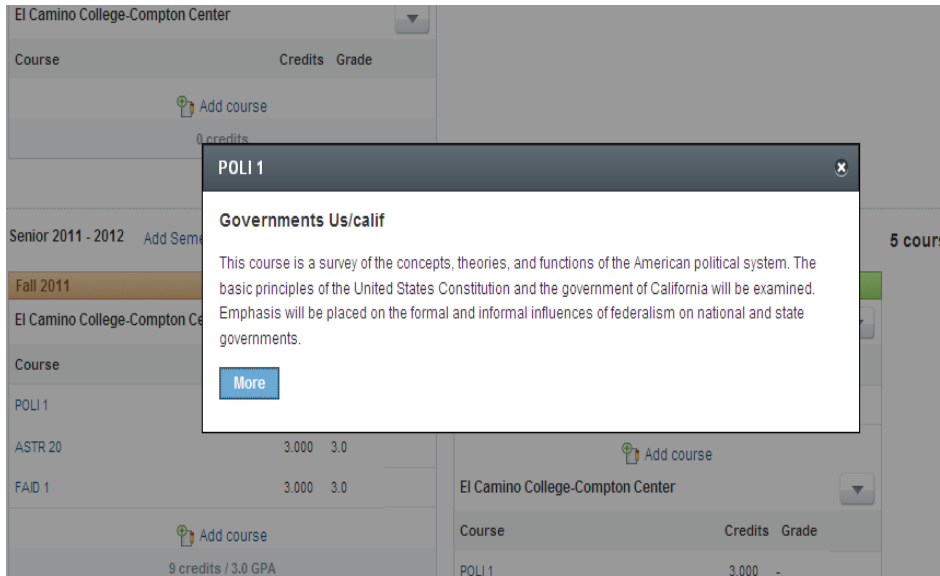 El Camino College-Compton Center
Course Credits Grade
Add course
0 credits
POLI 1
Governments Us/calif
This course is a survey of the concepts, theories, and functions of the American political system. The
basic principles of the United States Constitution and the government of California will be examined.
Emphasis will be placed on the formal and informal influences of federalism on national and state
governments.
More
Senior 2011 - 2012 Add Seme
5 cours
Fall 2011
El Camino College-Compton Ce
Course
POLI 1
ASTR 20 3.000 3.0
FAID 1 3.000 3.0
Add course
9 credits / 3.0 GPA
Add course
El Camino College-Compton Center
Course Credits Grade
POLI 1 3.000 -